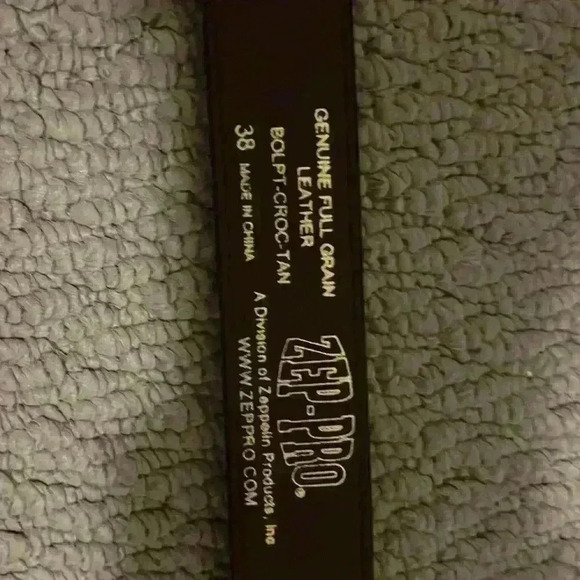 GENUINE FULL GRAIN
LEATHER
BOLPT-CROC-TAN
38 MADE IN CHINA
ZEP-PRO®
A Division of Zeppelin Products, Inc
WWW.ZEPPRO.COM